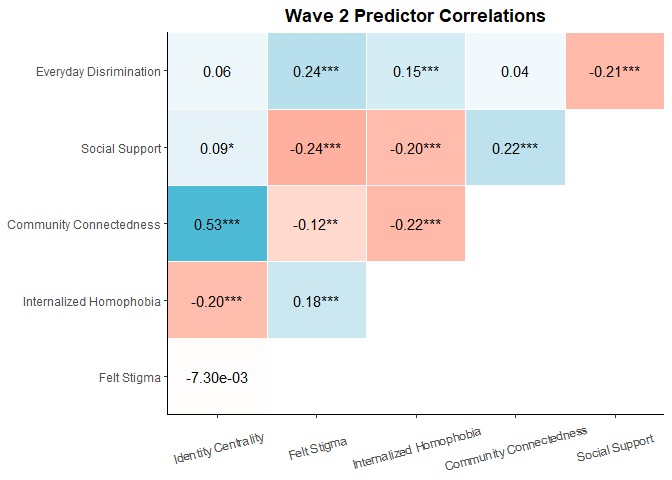 Wave 2 Predictor Correlations
Everyday Disrimination 0.06 0.24*** 0.15*** 0.04 -0.21***
Social Support 0.09* -0.24*** -0.20*** 0.22***
Community Connectedness 0.53*** -0.12** -0.22***
Internalized Homophobia -0.20*** 0.18***
Felt Stigma -7.30e-03
Identity Centrality Felt Stigma Internalized Homophobia Community Connectedness Social Support